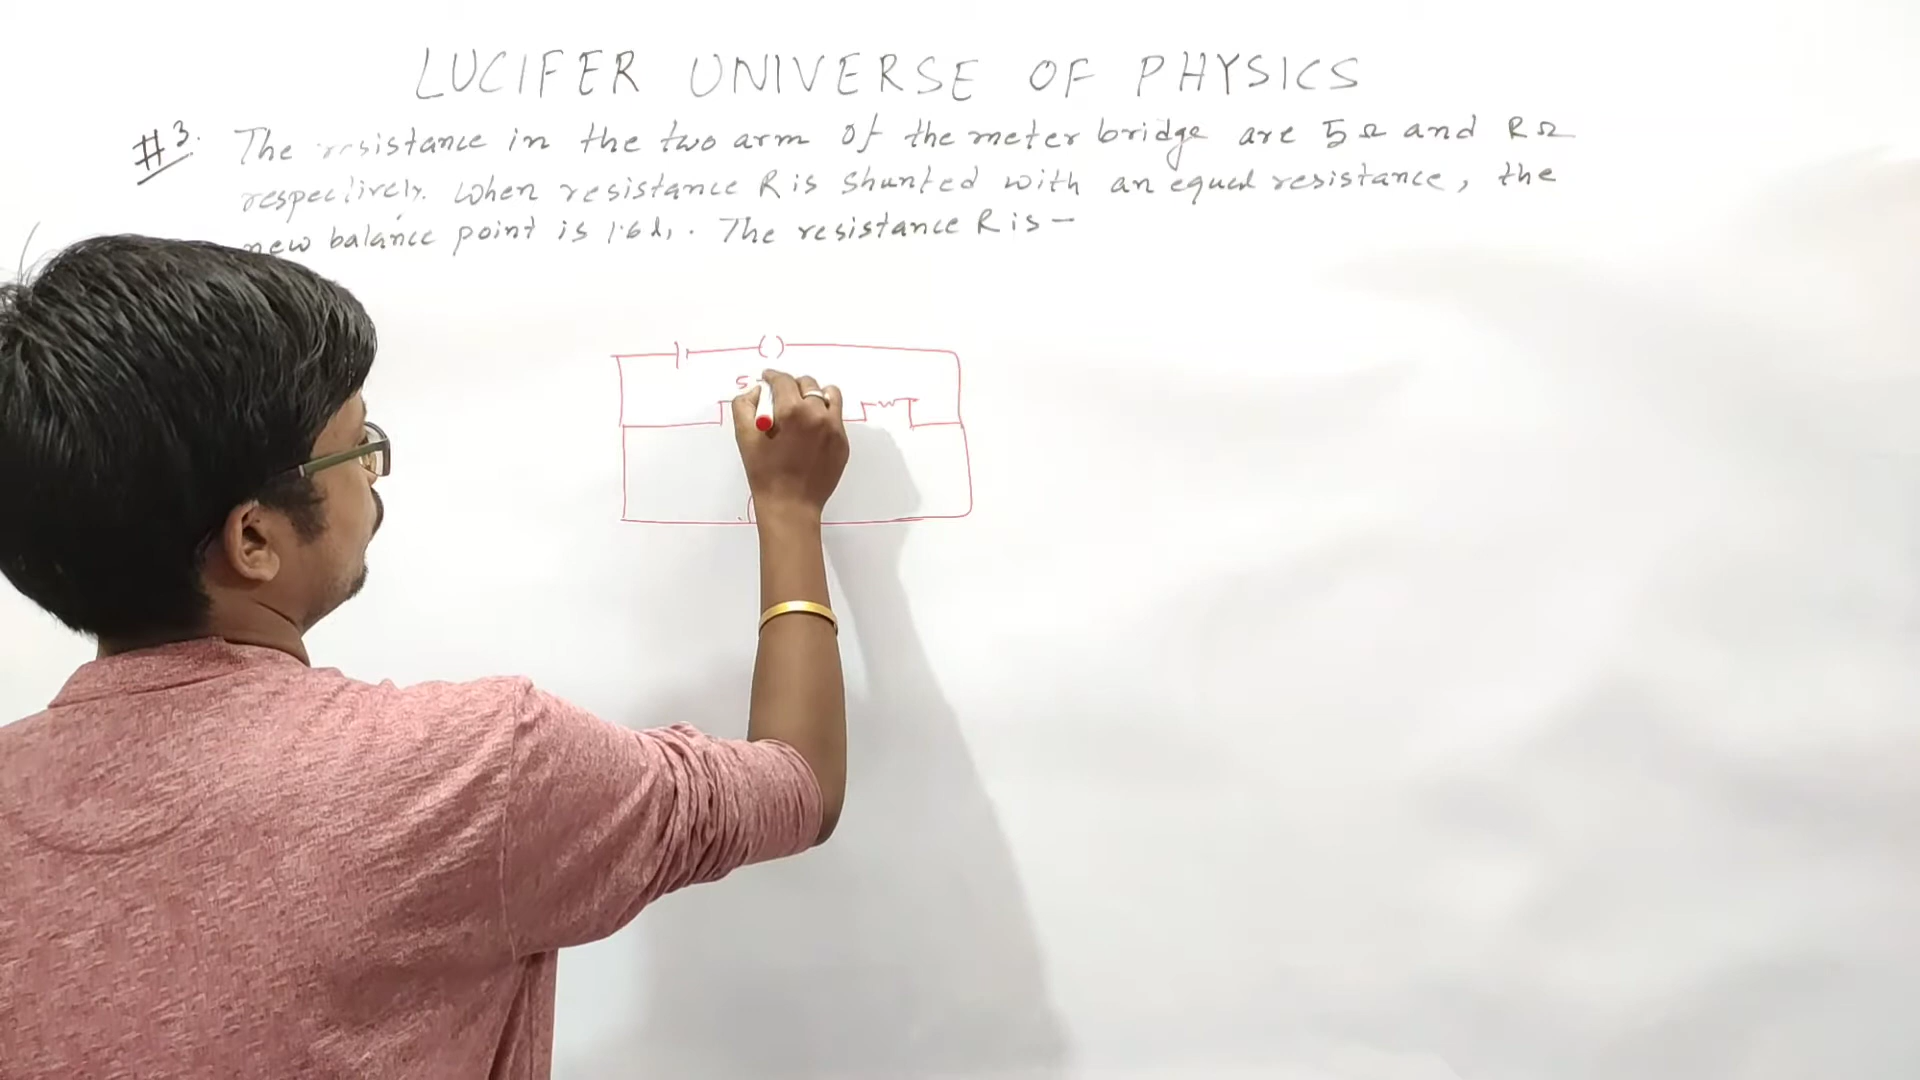 LUCIFER UNIVERSE OF PHYSICS
#3. The resistance in the two arm of the meter bridge are 5Ω and RΩ
respectively. When resistance R is shunted with an equal resistance, the
new balance point is 1.6 l₁. The resistance R is —
5